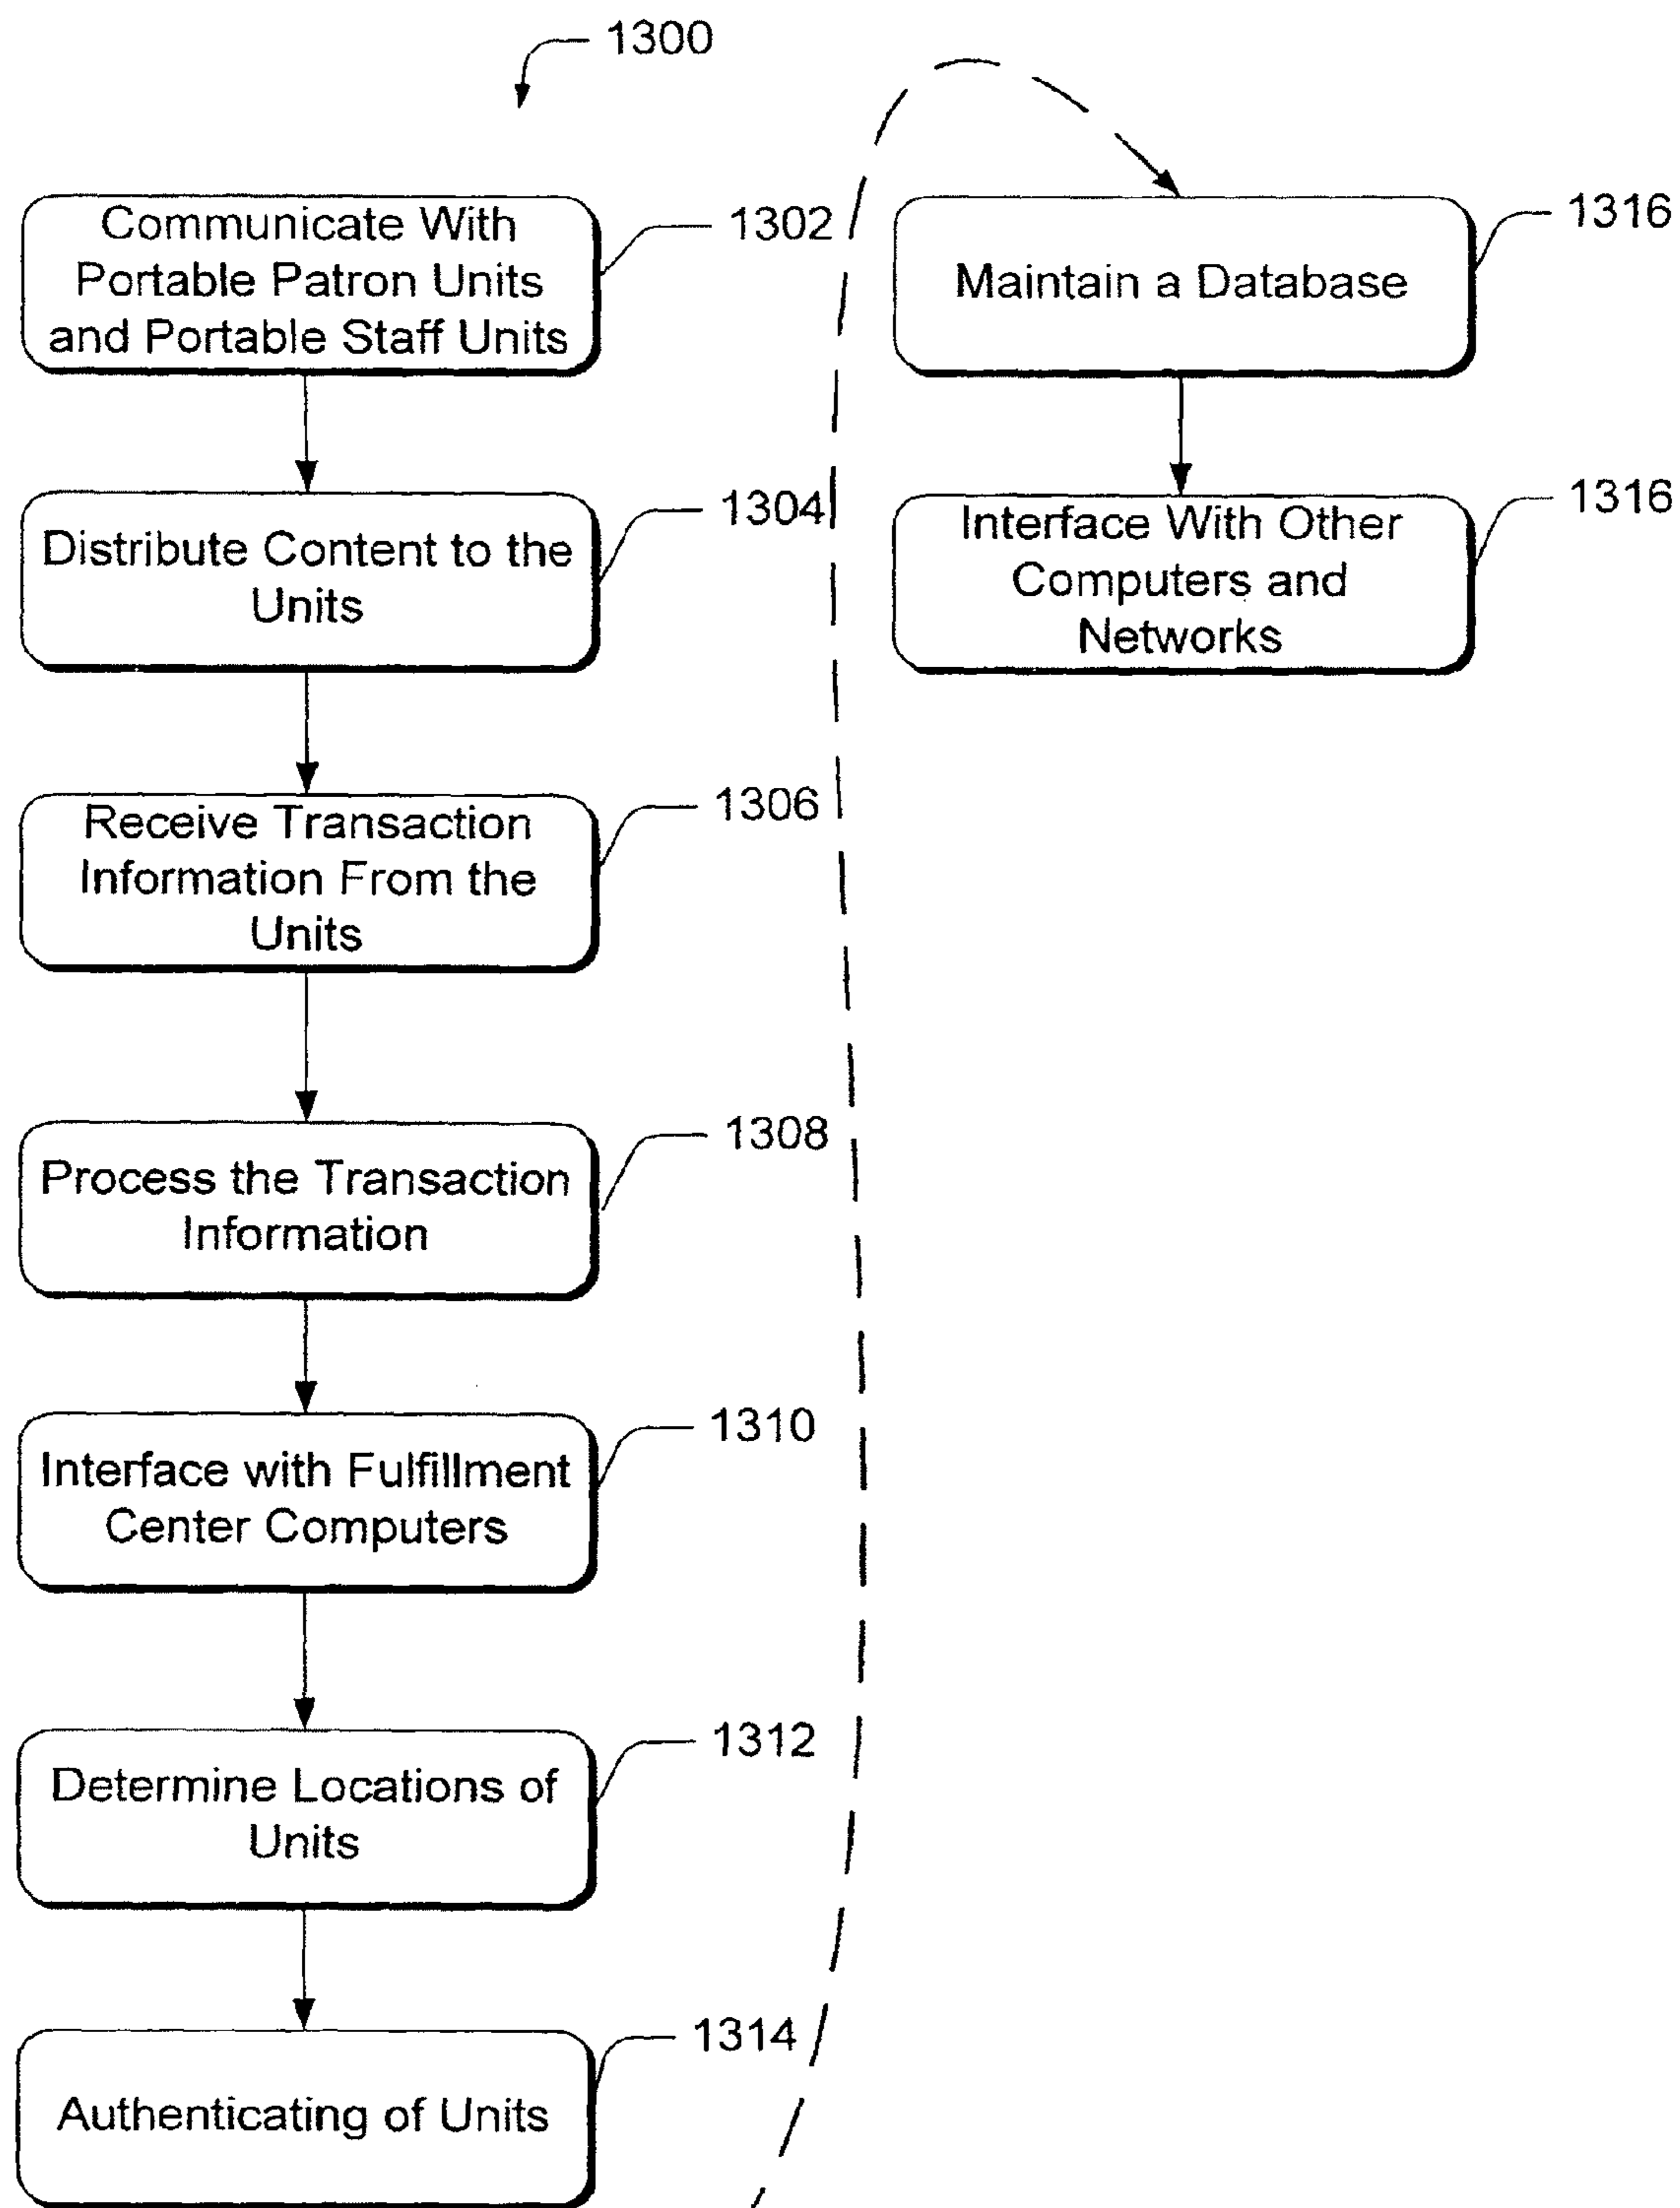 1300
Communicate With
Portable Patron Units
and Portable Staff Units
1302
Distribute Content to the
Units
1304
Receive Transaction
Information From the
Units
1306
Process the Transaction
Information
1308
Interface with Fulfillment
Center Computers
1310
Determine Locations of
Units
1312
Authenticating of Units
1314
Maintain a Database
1316
Interface With Other
Computers and
Networks
1316